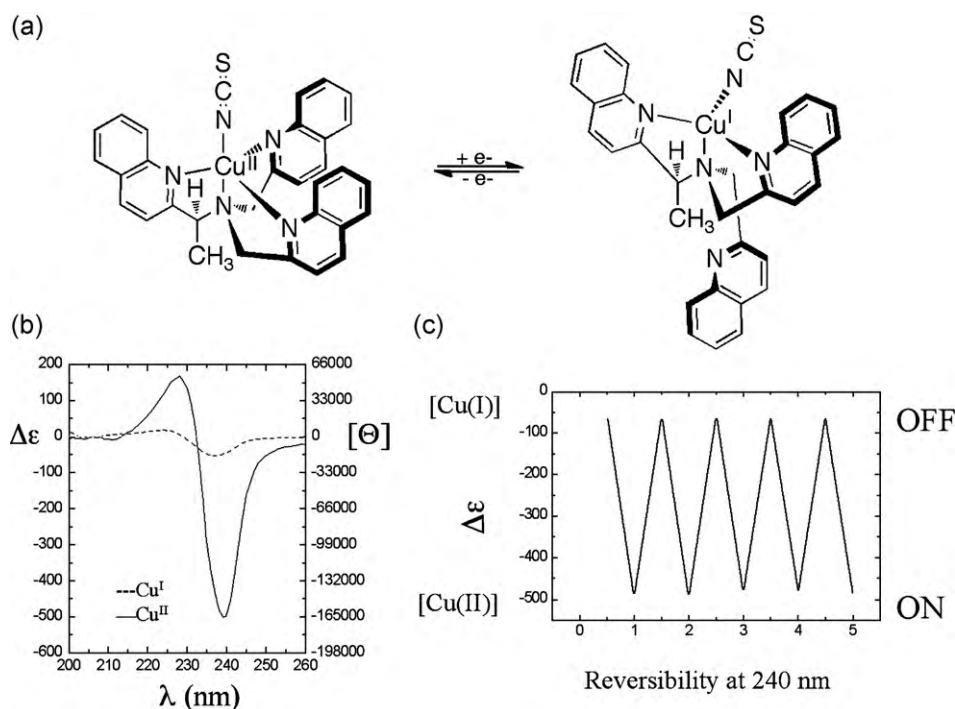 (a)
S
C
N
N
Cu^II
N
N
N
H
CH3
+ e-
- e-
S
C
N
N
Cu^I
H
N
N
CH3
N
(b)
200
100
0
-100
-200
-300
-400
-500
-600
Δε
66000
33000
0
-33000
-66000
-99000
-132000
-165000
-198000
[Θ]
--- Cu^I
— Cu^II
200 210 220 230 240 250 260
λ (nm)
(c)
[Cu(I)]
[Cu(II)]
Δε
0
-100
-200
-300
-400
-500
OFF
ON
0 1 2 3 4 5
Reversibility at 240 nm